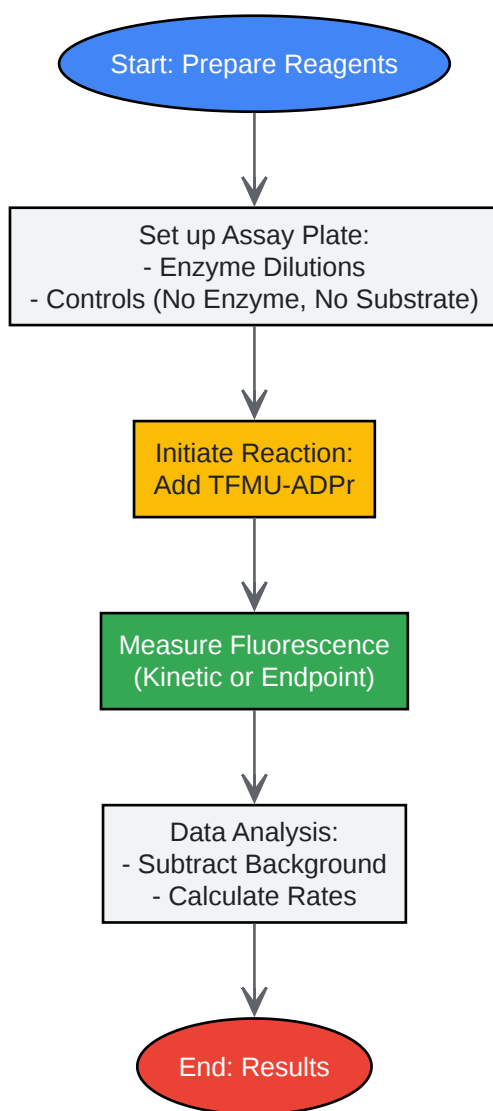 Start: Prepare Reagents
Set up Assay Plate:
- Enzyme Dilutions
- Controls (No Enzyme, No Substrate)
Initiate Reaction:
Add TFMU-ADPr
Measure Fluorescence
(Kinetic or Endpoint)
Data Analysis:
- Subtract Background
- Calculate Rates
End: Results